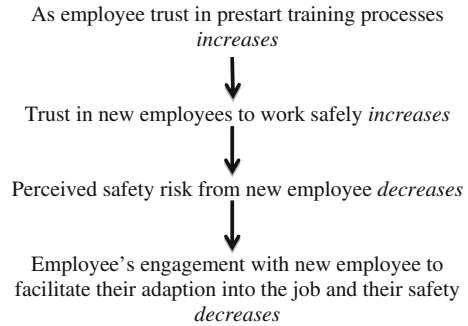 As employee trust in prestart training processes
increases
Trust in new employees to work safely increases
Perceived safety risk from new employee decreases
Employee's engagement with new employee to
facilitate their adaption into the job and their safety
decreases